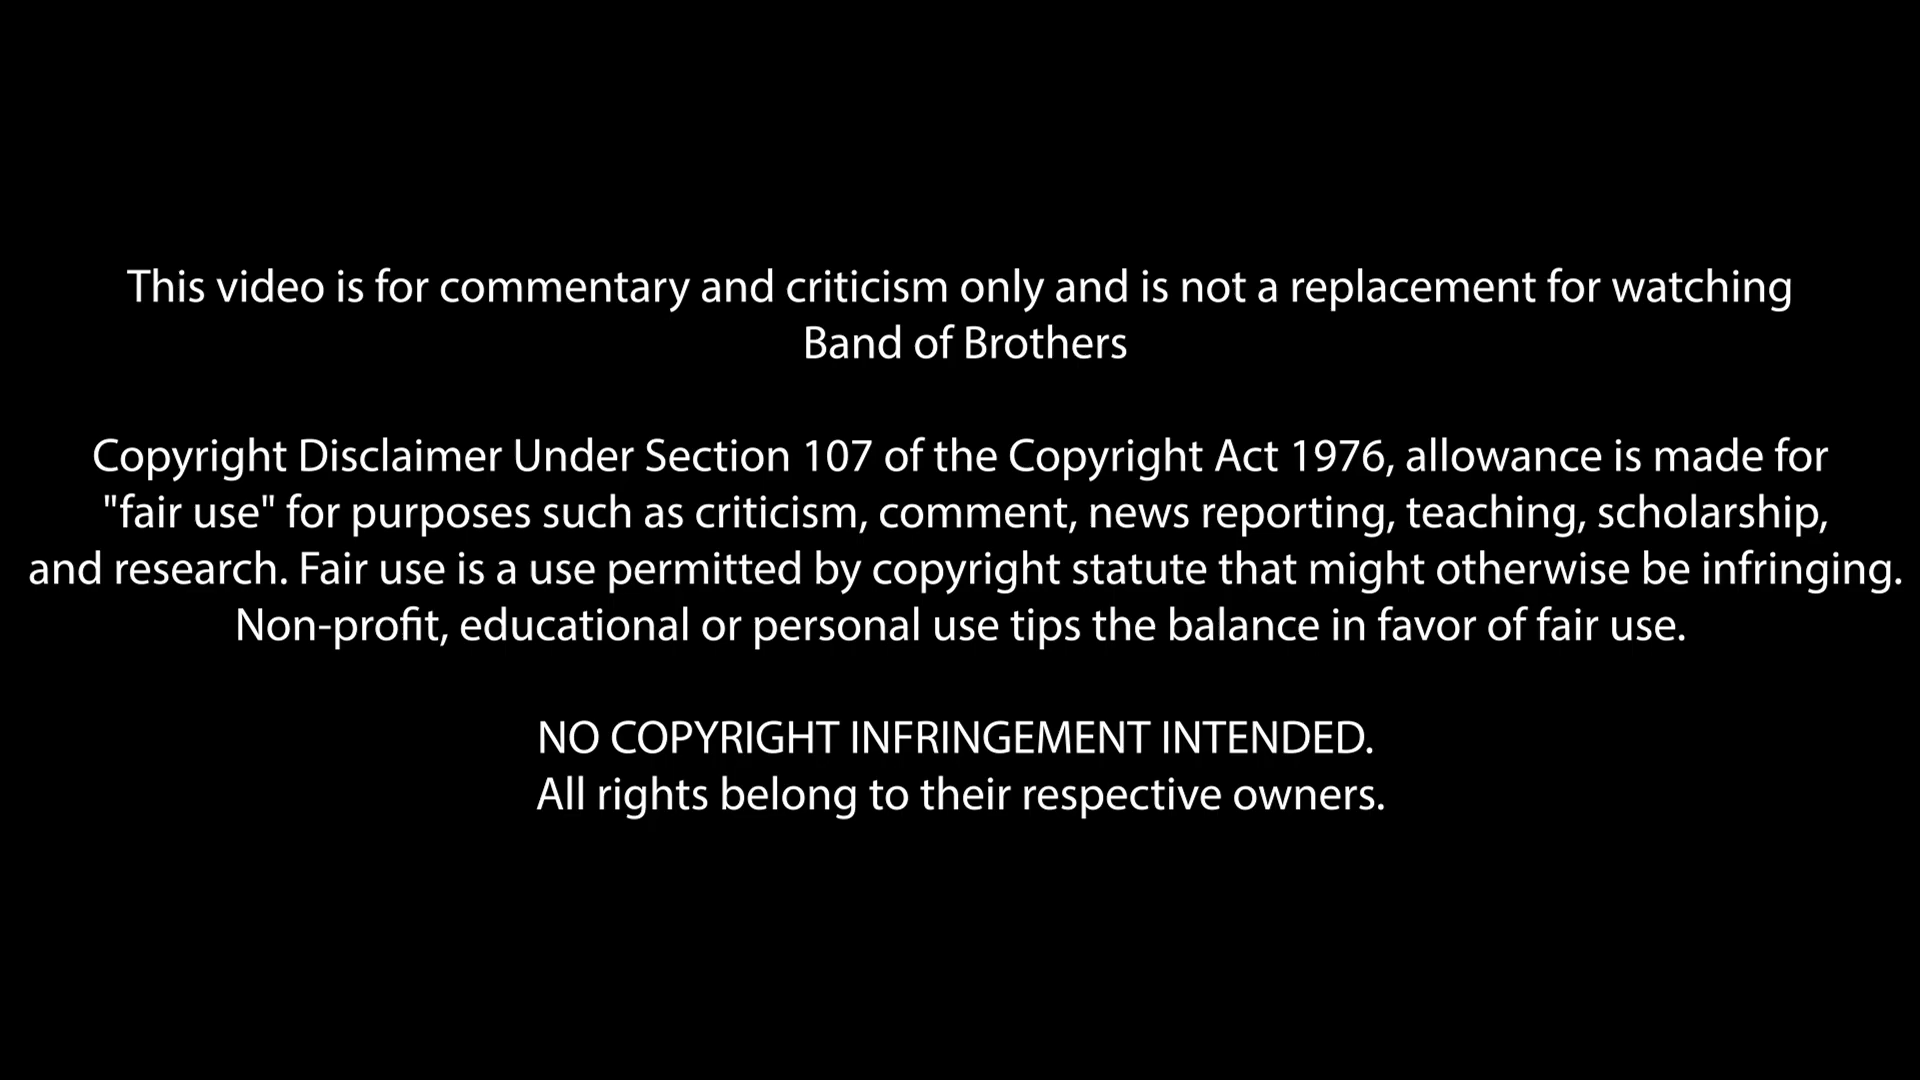 This video is for commentary and criticism only and is not a replacement for watching
Band of Brothers
Copyright Disclaimer Under Section 107 of the Copyright Act 1976, allowance is made for
"fair use" for purposes such as criticism, comment, news reporting, teaching, scholarship,
and research. Fair use is a use permitted by copyright statute that might otherwise be infringing.
Non-profit, educational or personal use tips the balance in favor of fair use.
NO COPYRIGHT INFRINGEMENT INTENDED.
All rights belong to their respective owners.